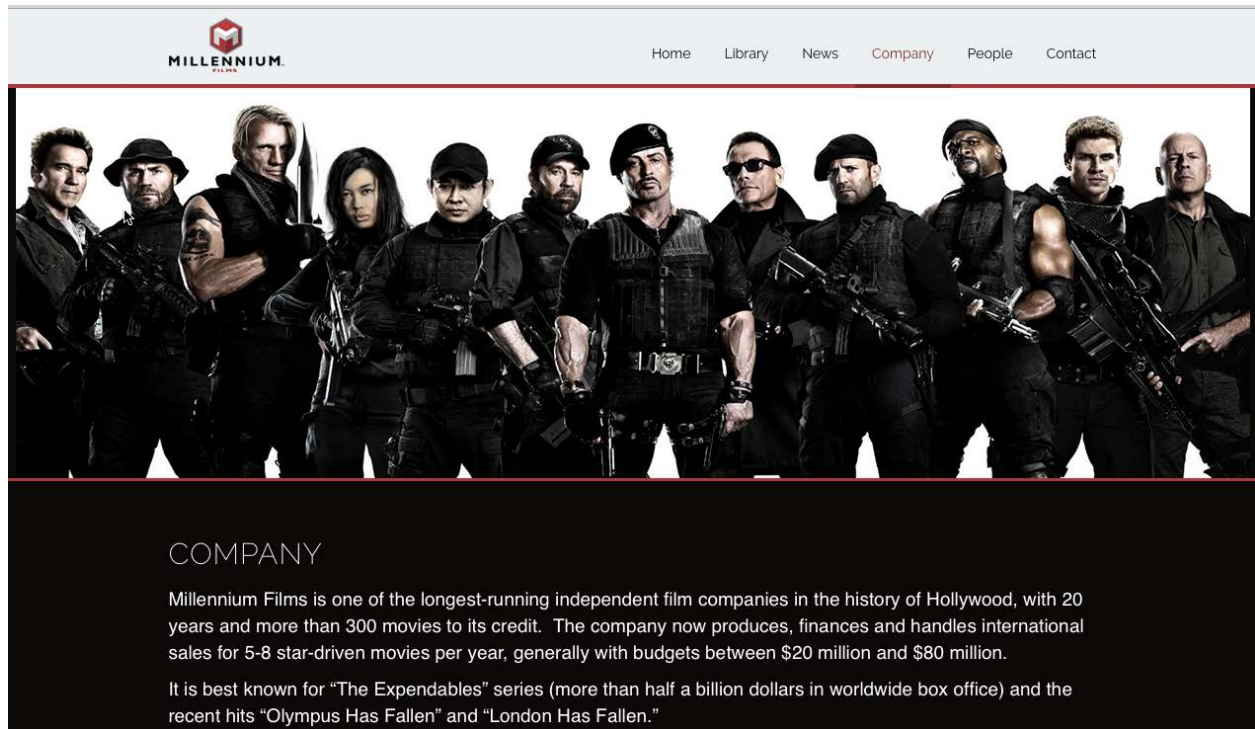 MILLENNIUM.
FILMS
Home Library News Company People Contact
COMPANY
Millennium Films is one of the longest-running independent film companies in the history of Hollywood, with 20
years and more than 300 movies to its credit.  The company now produces, finances and handles international
sales for 5-8 star-driven movies per year, generally with budgets between $20 million and $80 million.
It is best known for “The Expendables” series (more than half a billion dollars in worldwide box office) and the
recent hits “Olympus Has Fallen” and “London Has Fallen.”